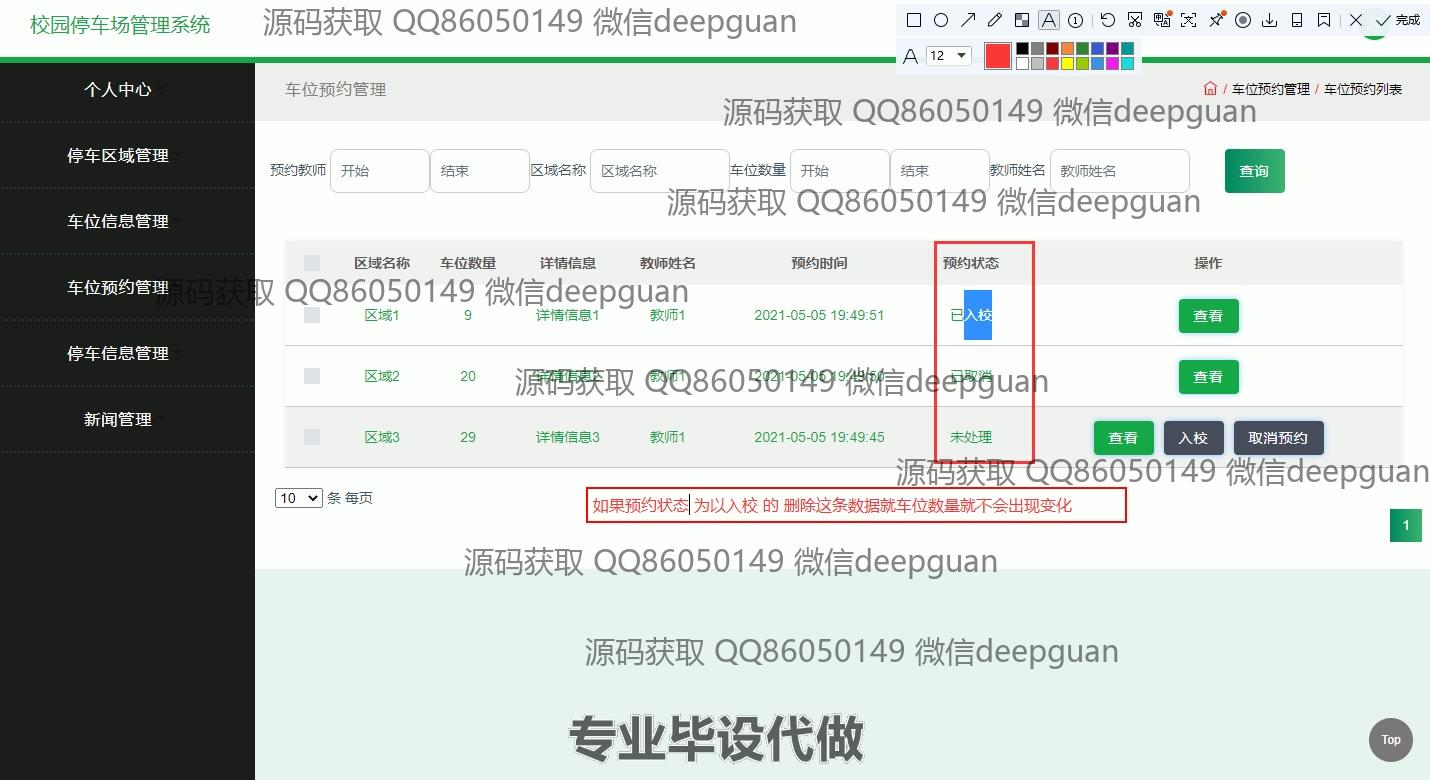 校园停车场管理系统
源码获取 QQ86050149 微信deepguan
完成
A 12
个人中心
停车区域管理
车位信息管理
车位预约管理
停车信息管理
新闻管理
车位预约管理
/ 车位预约管理 / 车位预约列表
源码获取 QQ86050149 微信deepguan
预约教师 开始 结束 区域名称 区域名称 车位数量 开始 结束 教师姓名 教师姓名 查询
源码获取 QQ86050149 微信deepguan
区域名称 车位数量 详情信息 教师姓名 预约时间 预约状态 操作
源码获取 QQ86050149 微信deepguan
区域1 9 详情信息1 教师1 2021-05-05 19:49:51 已入校 查看
区域2 20 详情信息2 教师1 2021-05-05 19:49:50 已取消 查看
源码获取 QQ86050149 微信deepguan
区域3 29 详情信息3 教师1 2021-05-05 19:49:45 未处理 查看 入校 取消预约
源码获取 QQ86050149 微信deepguan
10 条 每页
如果预约状态 为以入校 的 删除这条数据就车位数量就不会出现变化
1
源码获取 QQ86050149 微信deepguan
源码获取 QQ86050149 微信deepguan
专业毕设代做
Top